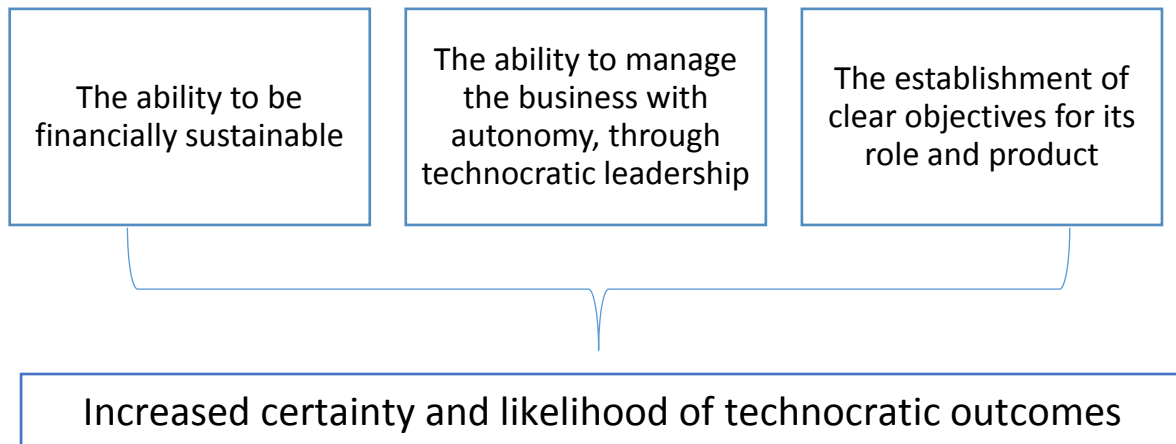 The ability to be
financially sustainable
The ability to manage
the business with
autonomy, through
technocratic leadership
The establishment of
clear objectives for its
role and product
Increased certainty and likelihood of technocratic outcomes